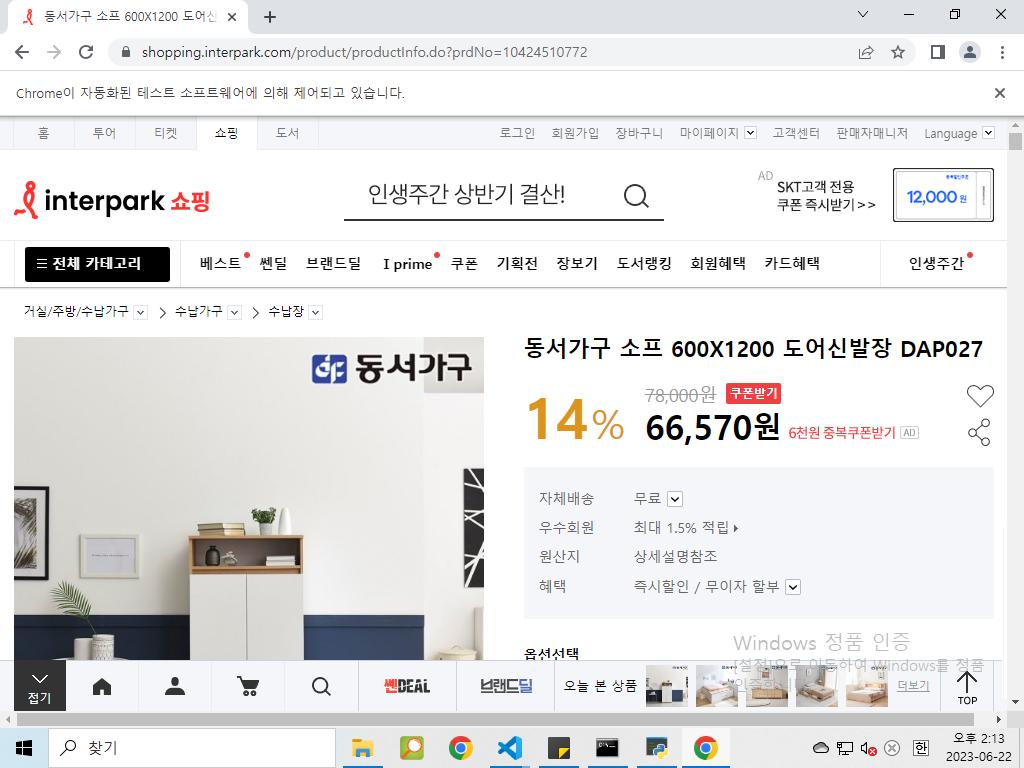 동서가구 소프 600X1200 도어신
shopping.interpark.com/product/productInfo.do?prdNo=10424510772
Chrome이 자동화된 테스트 소프트웨어에 의해 제어되고 있습니다.
홈 투어 티켓 쇼핑 도서 로그인 회원가입 장바구니 마이페이지 고객센터 판매자매니저 Language
interpark 쇼핑
인생주간 상반기 결산!
AD
SKT고객 전용
쿠폰 즉시받기>>
12,000 원
전체 카테고리 베스트 쎈딜 브랜드딜 I prime 쿠폰 기획전 장보기 도서랭킹 회원혜택 카드혜택 인생주간
거실/주방/수납가구 수납가구 수납장
동서가구
동서가구 소프 600X1200 도어신발장 DAP027
14%
78,000원 쿠폰받기
66,570원 6천원 중복쿠폰받기 AD
자체배송 무료
우수회원 최대 1.5% 적립
원산지 상세설명참조
혜택 즉시할인 / 무이자 할부
옵션선택
Windows 정품 인증
[설정]으로 이동하여 Windows를 정품
접기
쎈DEAL
브랜드딜
오늘 본 상품
더보기
TOP
찾기
한
오후 2:13
2023-06-22